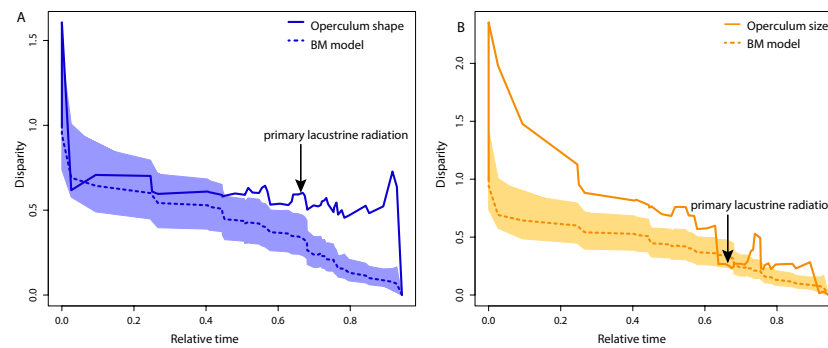 A
Operculum shape
BM model
primary lacustrine radiation
Disparity
1.5
1.0
0.5
0.0
0.0
0.2
0.4
0.6
0.8
Relative time
B
Operculum size
BM model
primary lacustrine radiatio
Disparity
2.0
1.5
1.0
0.5
0.0
0.0
0.2
0.4
0.6
0.8
Relative time